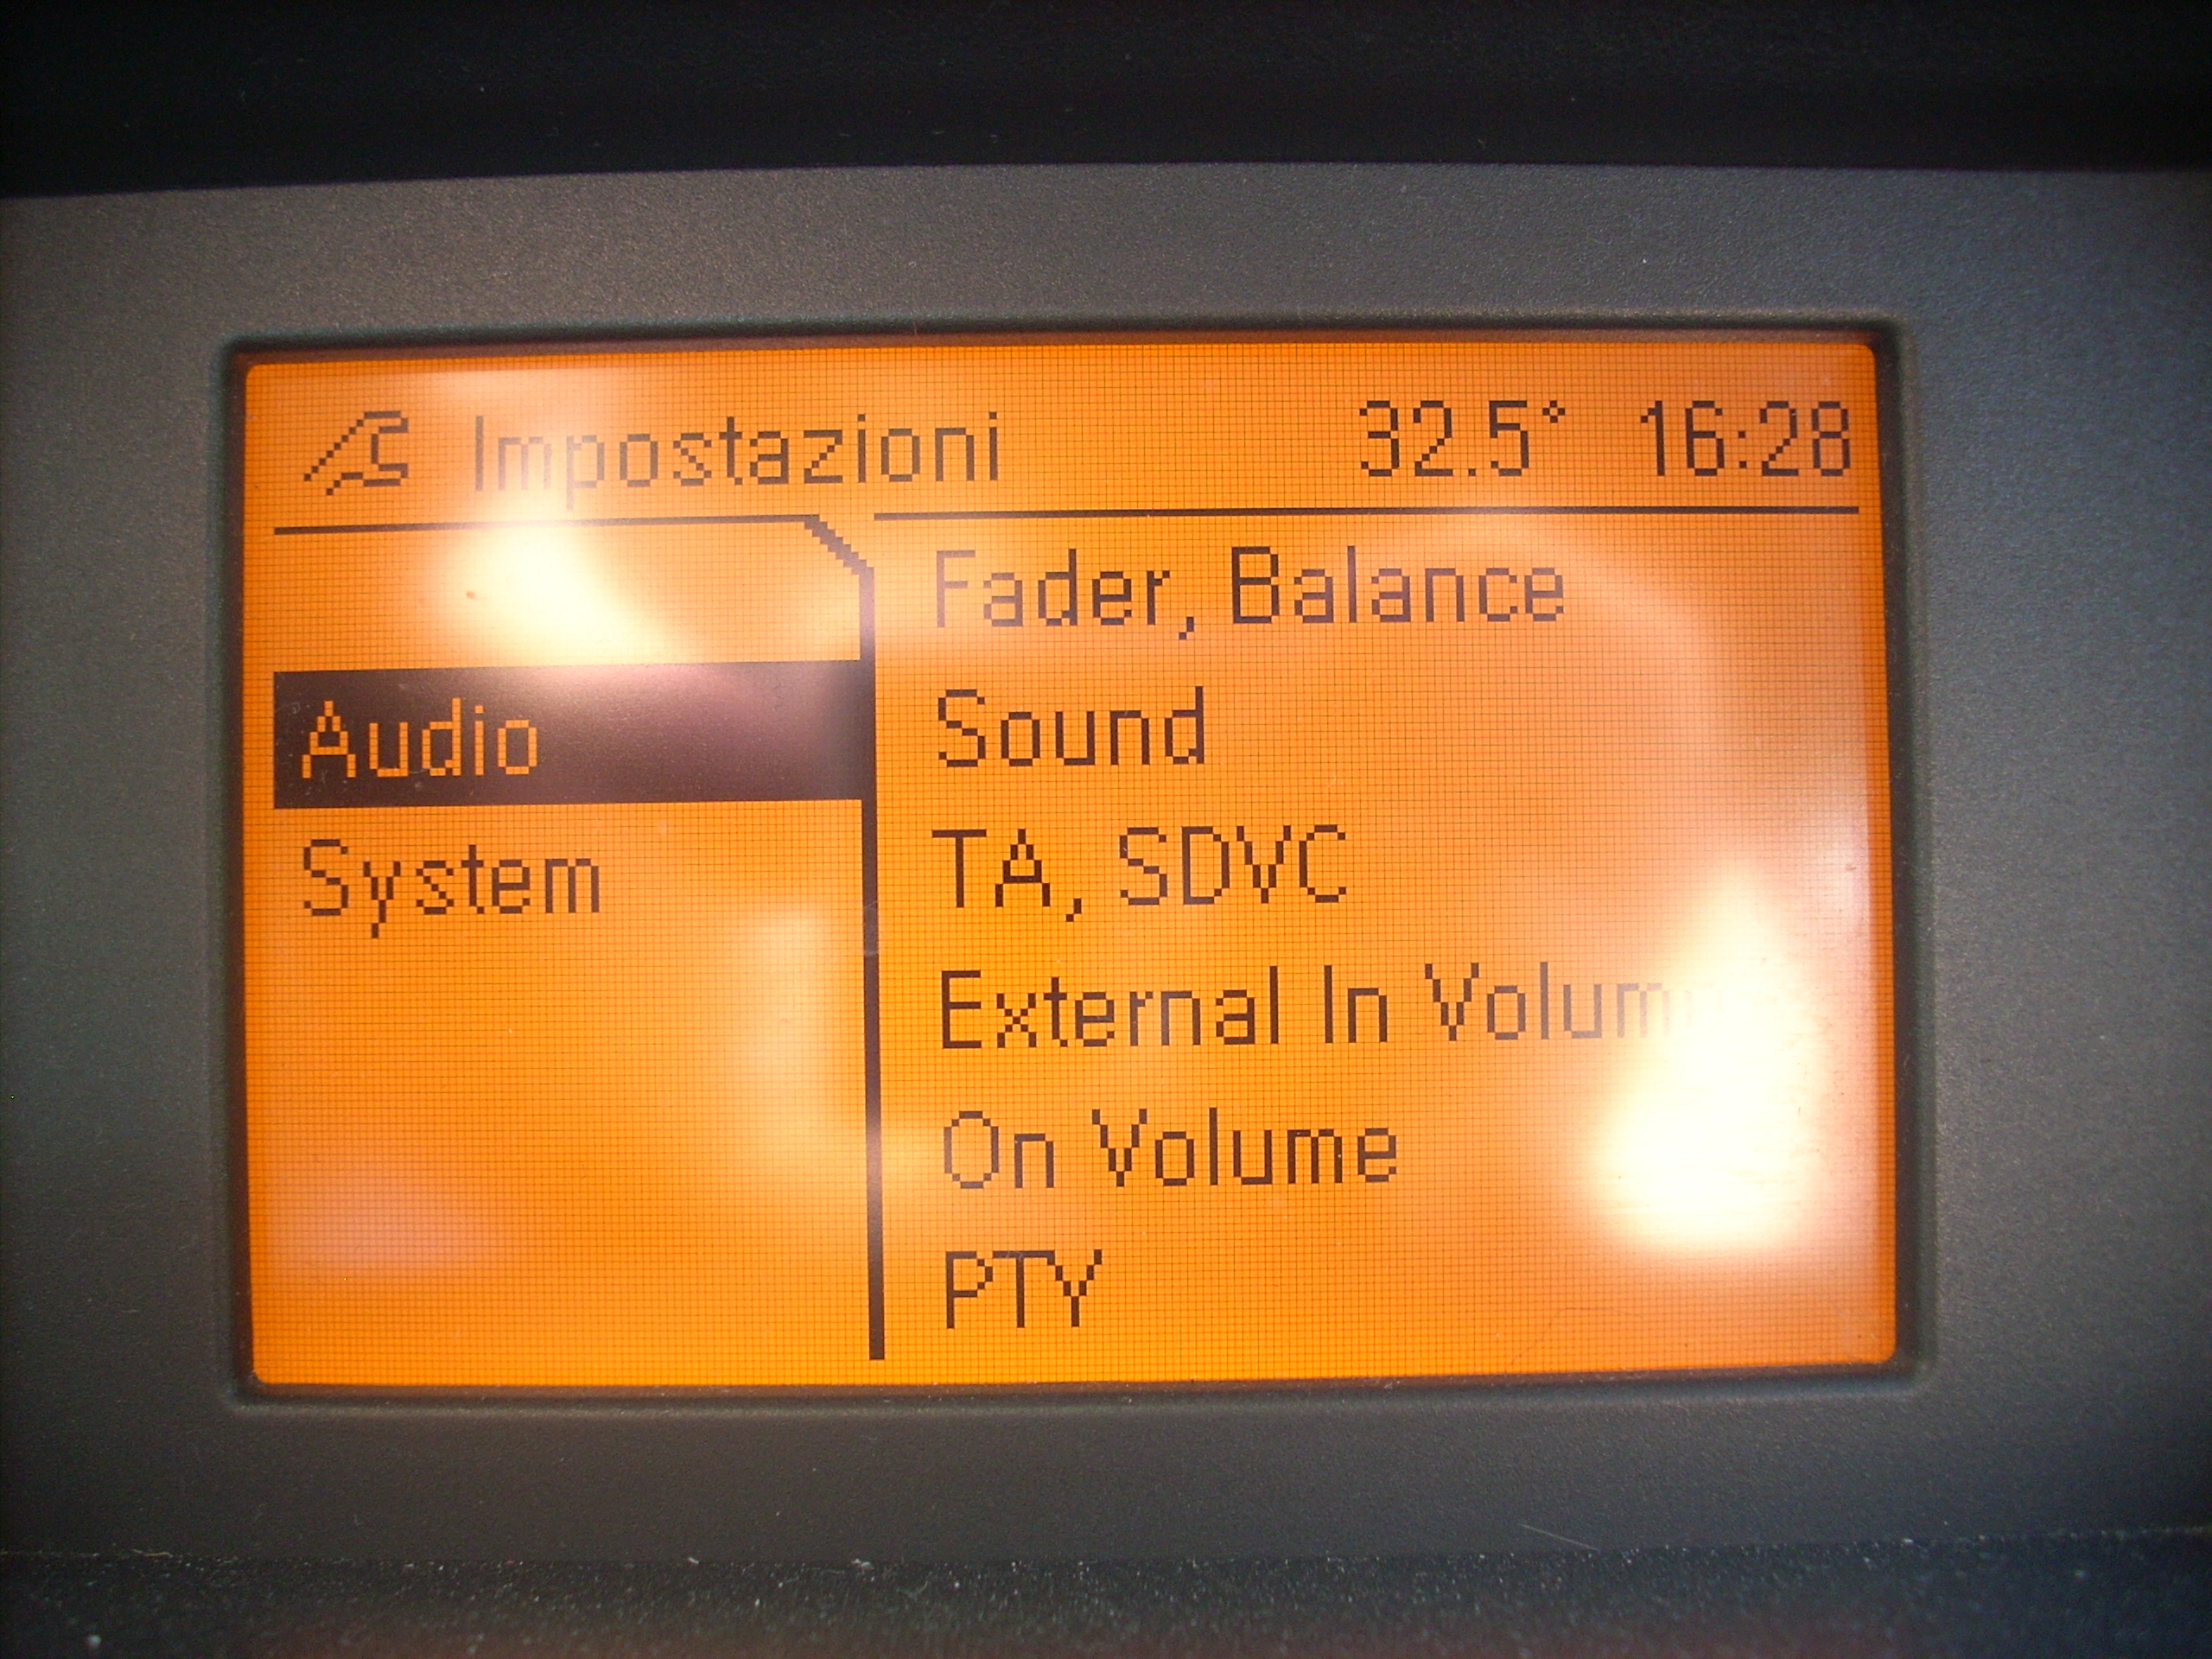 Impostazioni 32.5° 16:28
Audio
System
Fader, Balance
Sound
TA, SDVC
External In
On Volume
PTY